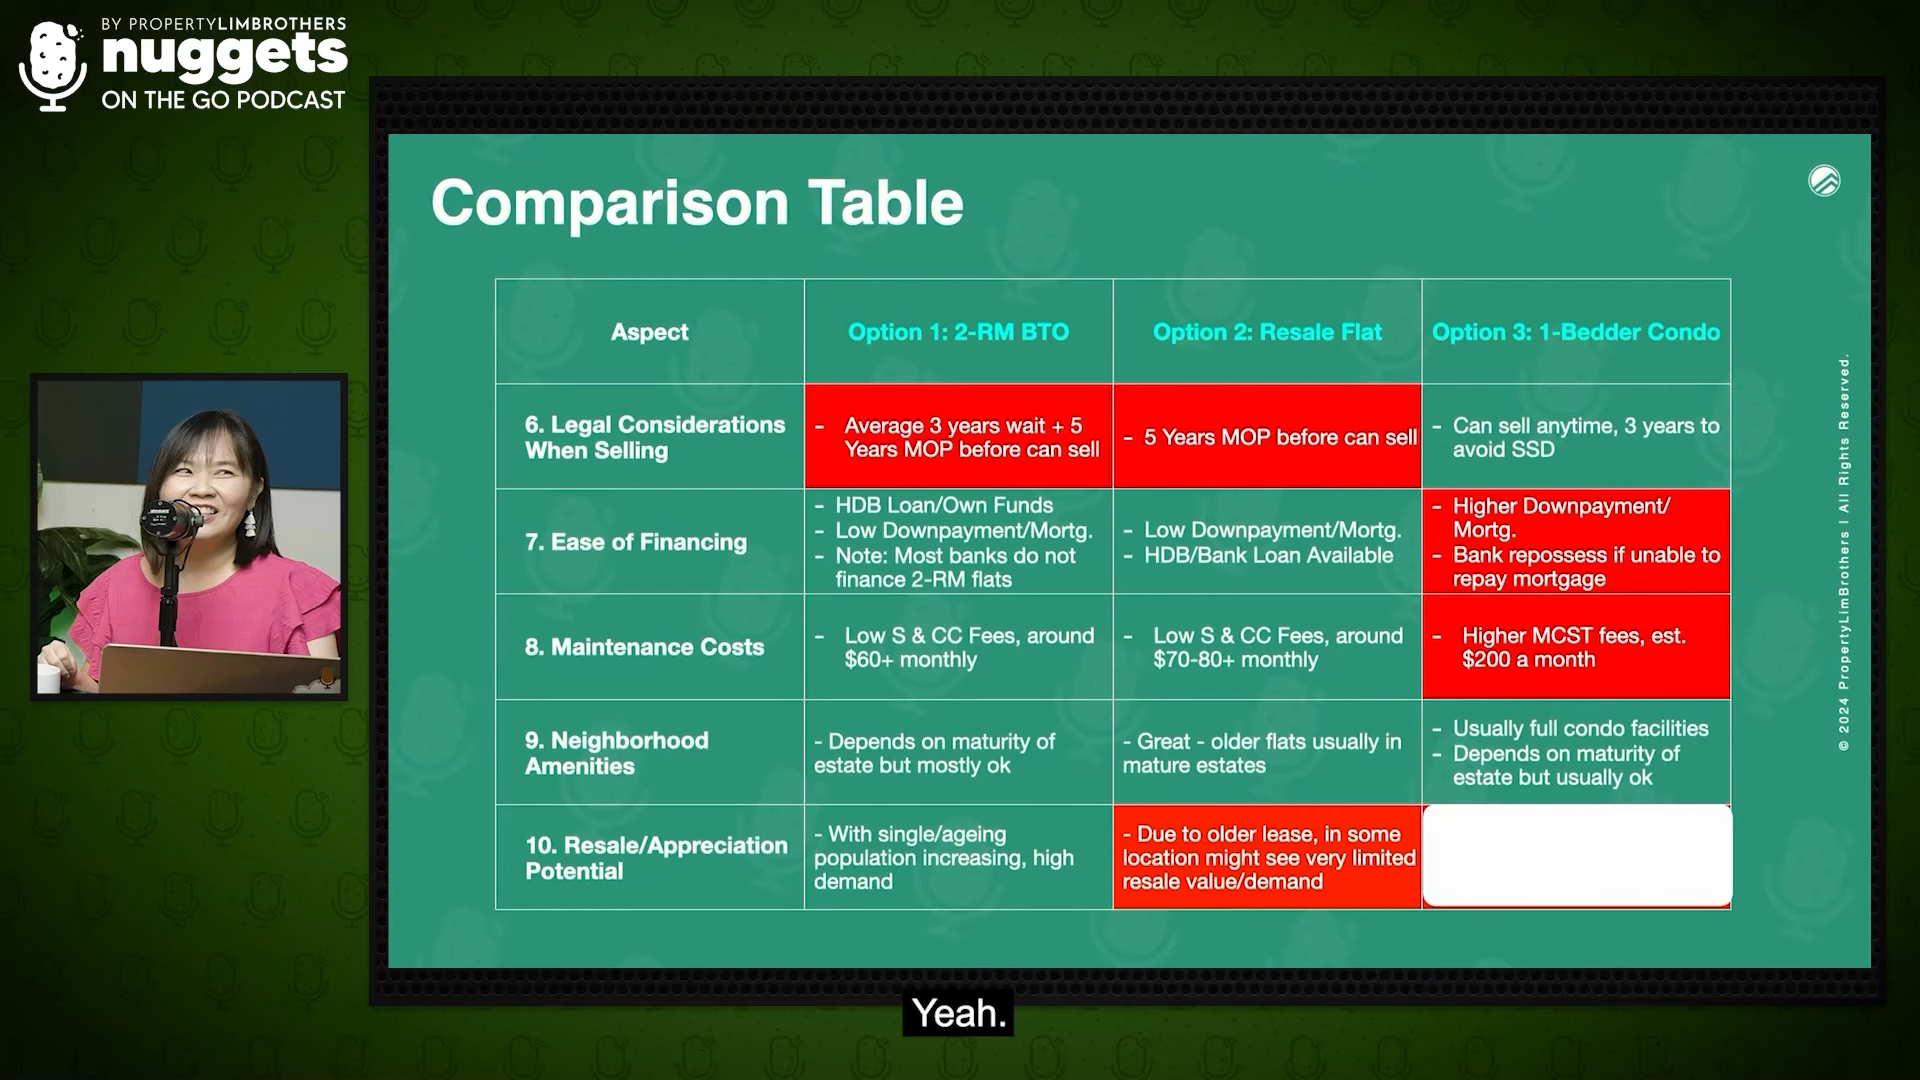 BY PROPERTYLIMBROTHERS
nuggets
ON THE GO PODCAST
Comparison Table
Aspect
Option 1: 2-RM BTO
Option 2: Resale Flat
Option 3: 1-Bedder Condo
6. Legal Considerations
When Selling
- Average 3 years wait + 5
Years MOP before can sell
- 5 Years MOP before can sell
- Can sell anytime, 3 years to
avoid SSD
7. Ease of Financing
- HDB Loan/Own Funds
- Low Downpayment/Mortg.
- Note: Most banks do not
finance 2-RM flats
- Low Downpayment/Mortg.
- HDB/Bank Loan Available
- Higher Downpayment/
Mortg.
- Bank repossess if unable to
repay mortgage
8. Maintenance Costs
- Low S & CC Fees, around
$60+ monthly
- Low S & CC Fees, around
$70-80+ monthly
- Higher MCST fees, est.
$200 a month
9. Neighborhood
Amenities
- Depends on maturity of
estate but mostly ok
- Great - older flats usually in
mature estates
- Usually full condo facilities
- Depends on maturity of
estate but usually ok
10. Resale/Appreciation
Potential
- With single/ageing
population increasing, high
demand
- Due to older lease, in some
location might see very limited
resale value/demand
© 2024 PropertyLimBrothers | All Rights Reserved.
Yeah.